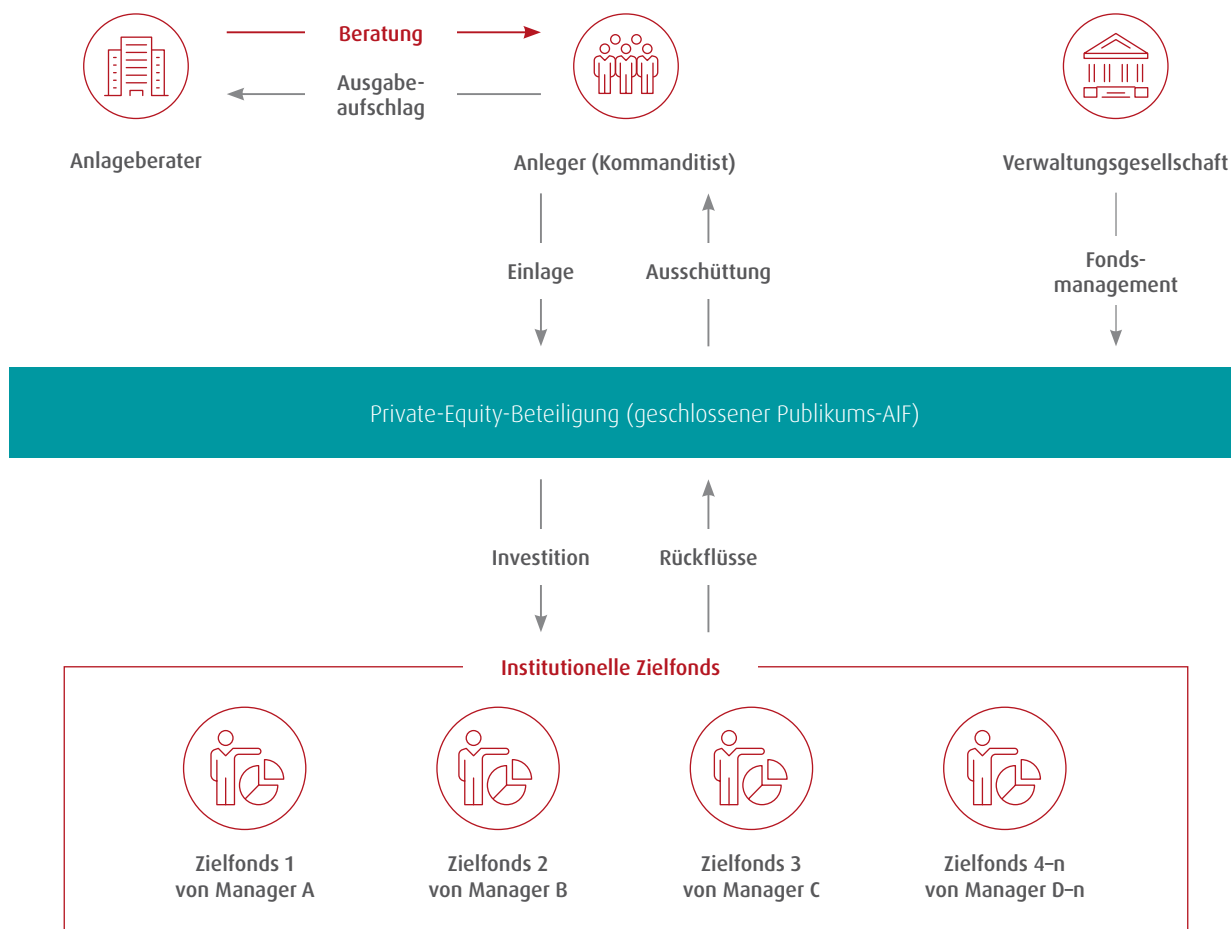 Beratung
Ausgabe-
aufschlag
Anlageberater
Anleger (Kommanditist)
Verwaltungsgesellschaft
Einlage
Ausschüttung
Fonds-
management
Private-Equity-Beteiligung (geschlossener Publikums-AIF)
Investition
Rückflüsse
Institutionelle Zielfonds
Zielfonds 1
von Manager A
Zielfonds 2
von Manager B
Zielfonds 3
von Manager C
Zielfonds 4–n
von Manager D–n